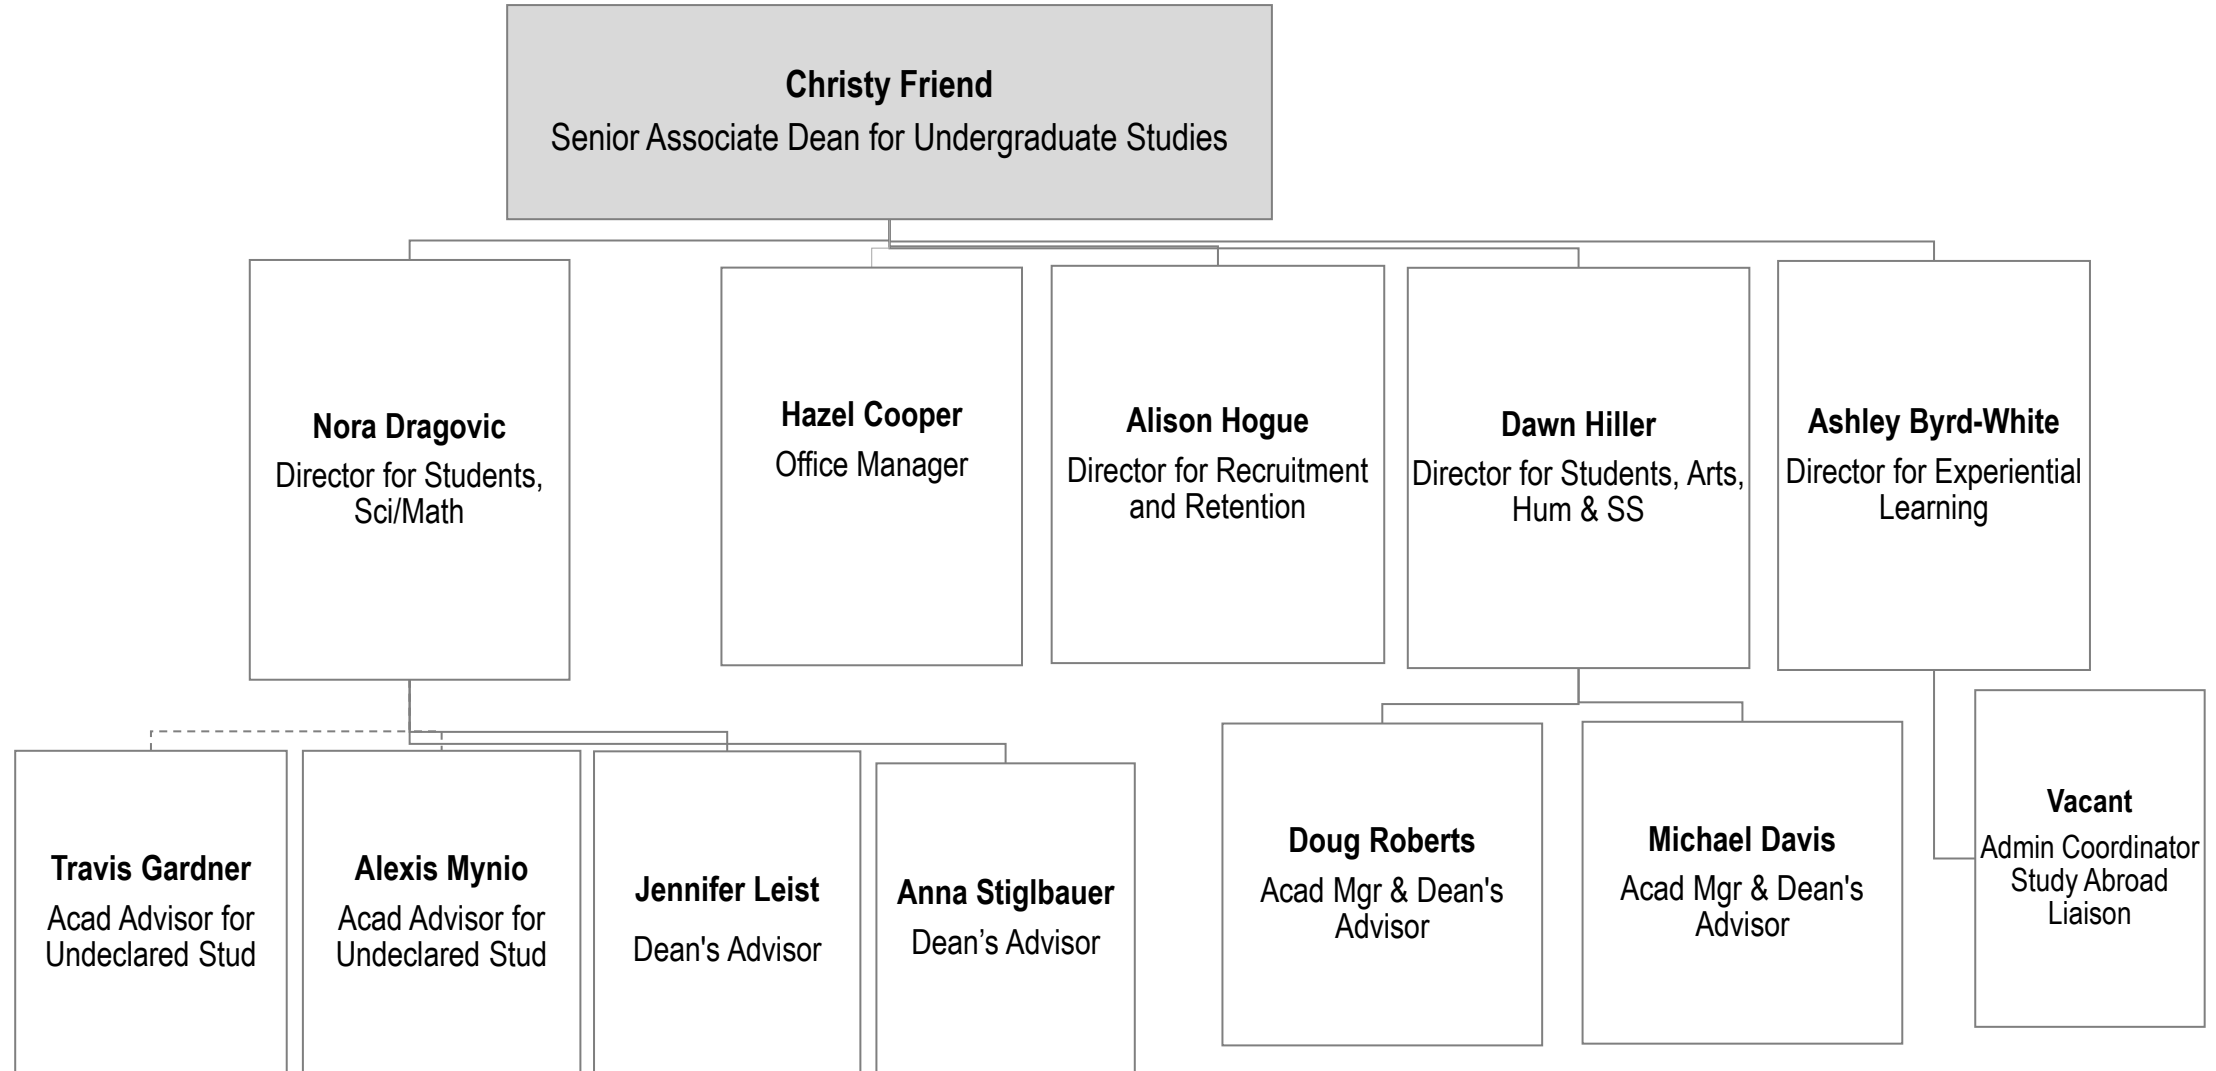 Christy Friend
Senior Associate Dean for Undergraduate Studies
Nora Dragovic
Director for Students,
Sci/Math
Hazel Cooper
Office Manager
Alison Hogue
Director for Recruitment
and Retention
Dawn Hiller
Director for Students, Arts,
Hum & SS
Ashley Byrd-White
Director for Experiential
Learning
Travis Gardner
Acad Advisor for
Undeclared Stud
Alexis Mynio
Acad Advisor for
Undeclared Stud
Jennifer Leist
Dean's Advisor
Anna Stiglbauer
Dean’s Advisor
Doug Roberts
Acad Mgr & Dean's
Advisor
Michael Davis
Acad Mgr & Dean's
Advisor
Vacant
Admin Coordinator
Study Abroad
Liaison